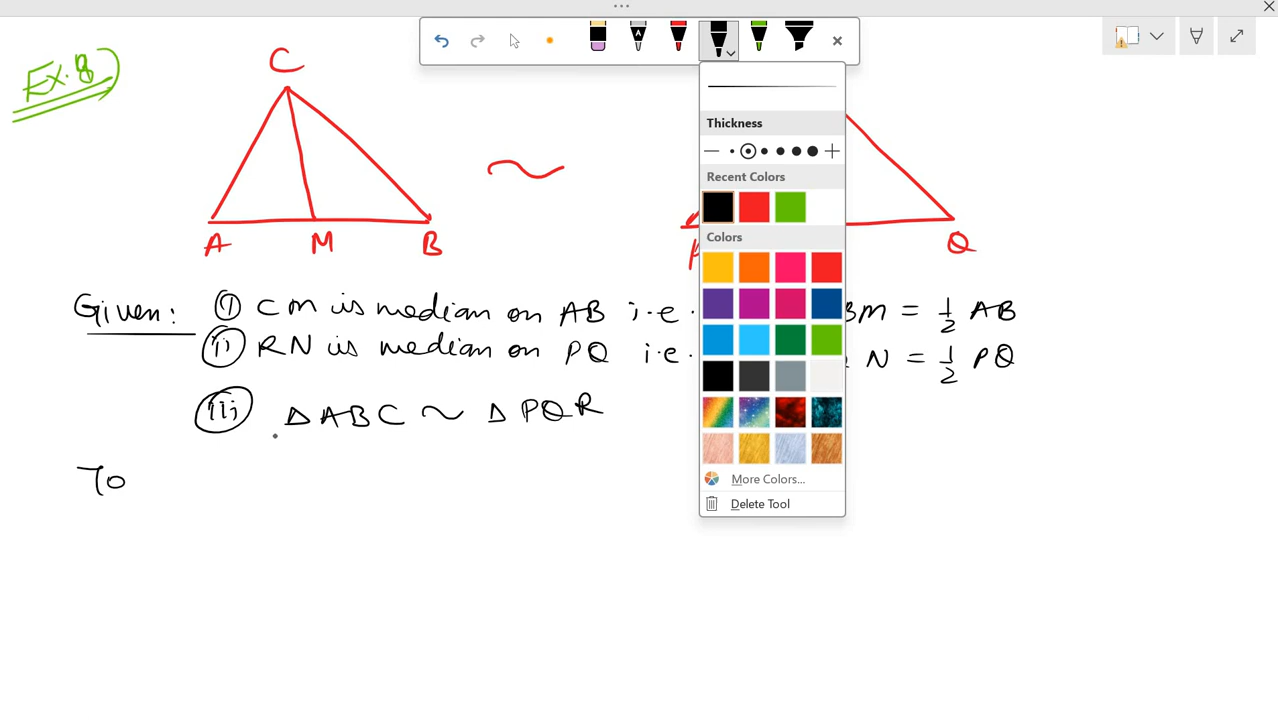 Ex.8)
C
A M B
Q
Thickness
Recent Colors
Colors
More Colors...
Delete Tool
Given: (i) CM is median on AB i.e. BM = 1/2 AB
(ii) RN is median on PQ i.e. N = 1/2 PQ
(iii) △ABC ~ △PQR
To